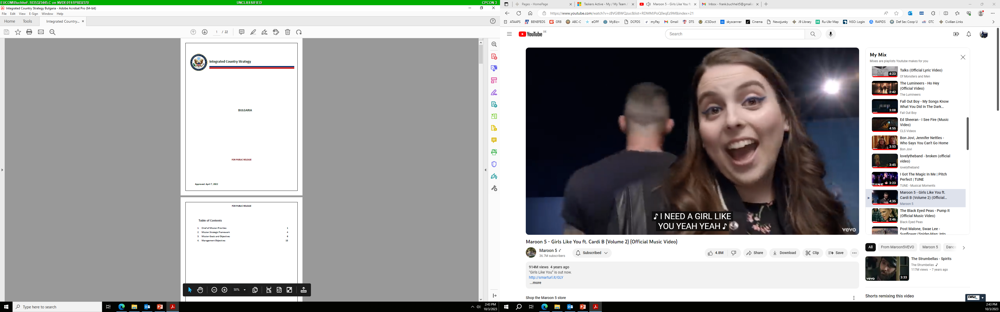 EUCOM\BuchheF.1035323445.C on NVDE01S1PRD2370
UNCLASSIFIED
CPCON 3
Integrated Country Strategy Bulgaria - Adobe Acrobat Pro (64-bit)
File Edit View E-Sign Window Help
Home Tools Integrated Country...
1 / 22
Integrated Country Strategy
BULGARIA
FOR PUBLIC RELEASE
Approved: April 7, 2022
FOR PUBLIC RELEASE
Table of Contents
1. Chief of Mission Priorities 1
2. Mission Strategic Framework 4
3. Mission Goals and Objectives 6
4. Management Objectives 18
50%
Type here to search
2:43 PM
10/3/2023
Pages - HomePage
Taskers Active - My / My Team /
Maroon 5 - Girls Like You ft.
Inbox - frank.buchheit5@gmail.c
https://www.youtube.com/watch?v=cBVGlBWQzuc&list=RDMMJPoQ0eqEz9M&index=21
ATAAPS BENEFEDS GRB ABC-C eOPF MyBiz+ DCPDS myPay Gmail DTS JCSDoct skyscanner Cinema Newzjunky J9 Library Ru-Ukr Map NSO: Login RAPIDS Def Sec Coop U GTC Civilian Links
YouTube DE
Search
I NEED A GIRL LIKE
YOU YEAH YEAH
vevo
Maroon 5 - Girls Like You ft. Cardi B (Volume 2) (Official Music Video)
Maroon 5
36.7M subscribers
Subscribed
4.8M
Share
Download
Clip
Save
914M views 4 years ago
"Girls Like You" is out now.
http://smarturl.it/GLY
...more
Shop the Maroon 5 store
My Mix
Mixes are playlists Youtube makes for you
4:23
Talks (Official Lyric Video)
Of Monsters and Men
2:42
The Lumineers - Ho Hey
(Official Video)
The Lumineers
3:08
Fall Out Boy - My Songs Know
What You Did In The Dark...
Fall Out Boy
4:55
Ed Sheeran - I See Fire (Music
Video)
CLS Videos
3:53
Bon Jovi, Jennifer Nettles -
Who Says You Can't Go Home
Bon Jovi
3:45
lovelytheband - broken (official
video)
lovelytheband
3:23
I Got The Magic In Me | Pitch
Perfect | TUNE
TUNE - Musical Moments
4:35
Maroon 5 - Girls Like You ft.
Cardi B (Volume 2) (Official...
Maroon 5
3:46
The Black Eyed Peas - Pump It
(Official Music Video)
Black Eyed Peas
Post Malone, Swae Lee -
Sunflower (Spider-Man: Into
All From Maroon5VEVO Maroon 5 Dance
vevo
3:33
The Strumbellas - Spirits
The Strumbellas
117M views • 7 years ago
Shorts remixing this video
DISA
2:43 PM
10/3/2023